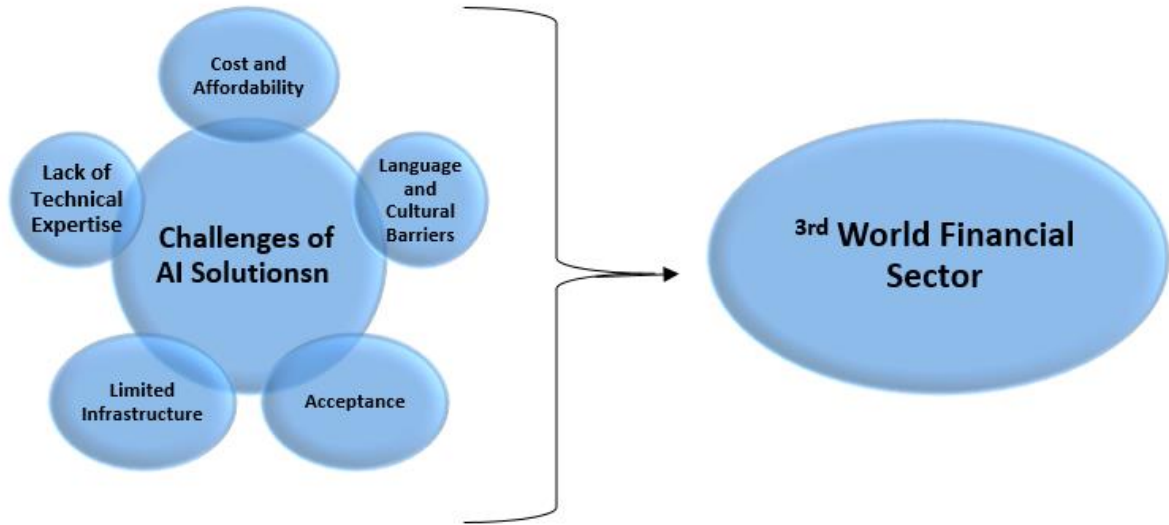 Cost and
Affordability
Lack of
Technical
Expertise
Language
and
Cultural
Barriers
Challenges of
AI Solutionsn
Limited
Infrastructure
Acceptance
3rd World Financial
Sector